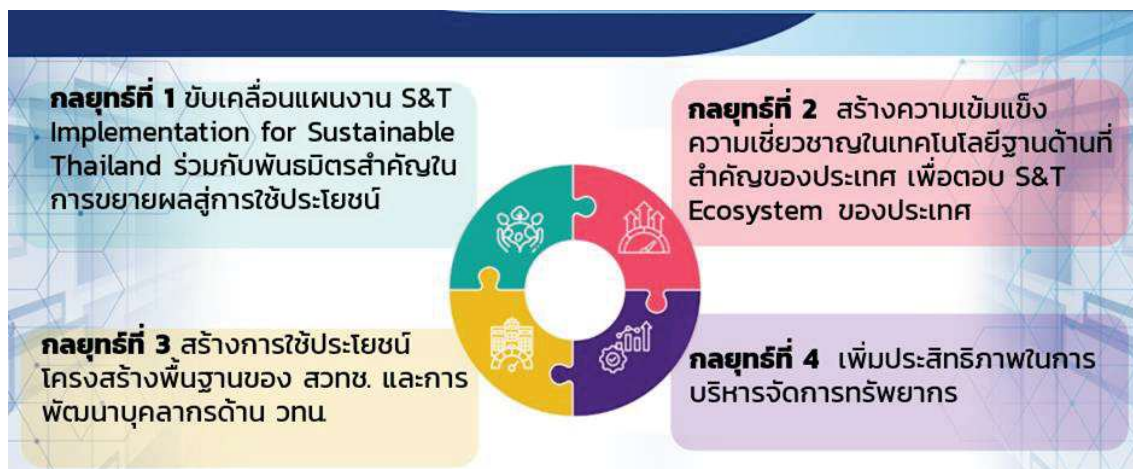 กลยุทธ์ที่ 1 ขับเคลื่อนแผนงาน S&T
Implementation for Sustainable
Thailand ร่วมกับพันธมิตรสำคัญใน
การขยายผลสู่การใช้ประโยชน์
กลยุทธ์ที่ 2 สร้างความเข้มแข็ง
ความเชี่ยวชาญในเทคโนโลยีฐานด้านที่
สำคัญของประเทศ เพื่อตอบ S&T
Ecosystem ของประเทศ
กลยุทธ์ที่ 3 สร้างการใช้ประโยชน์
โครงสร้างพื้นฐานของ สวทช. และการ
พัฒนาบุคลากรด้าน วทน.
กลยุทธ์ที่ 4 เพิ่มประสิทธิภาพในการ
บริหารจัดการทรัพยากร